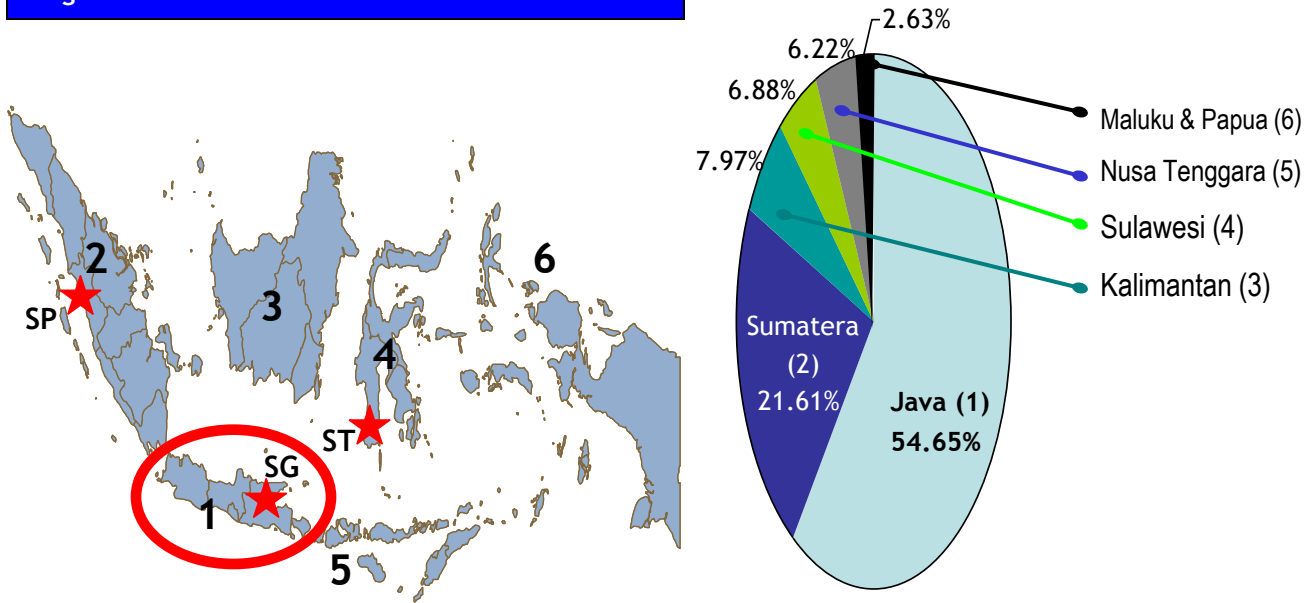 2
SP
3
4
6
ST
SG
1
5
2.63%
6.22%
6.88%
7.97%
Maluku & Papua (6)
Nusa Tenggara (5)
Sulawesi (4)
Kalimantan (3)
Sumatera
(2)
21.61%
Java (1)
54.65%